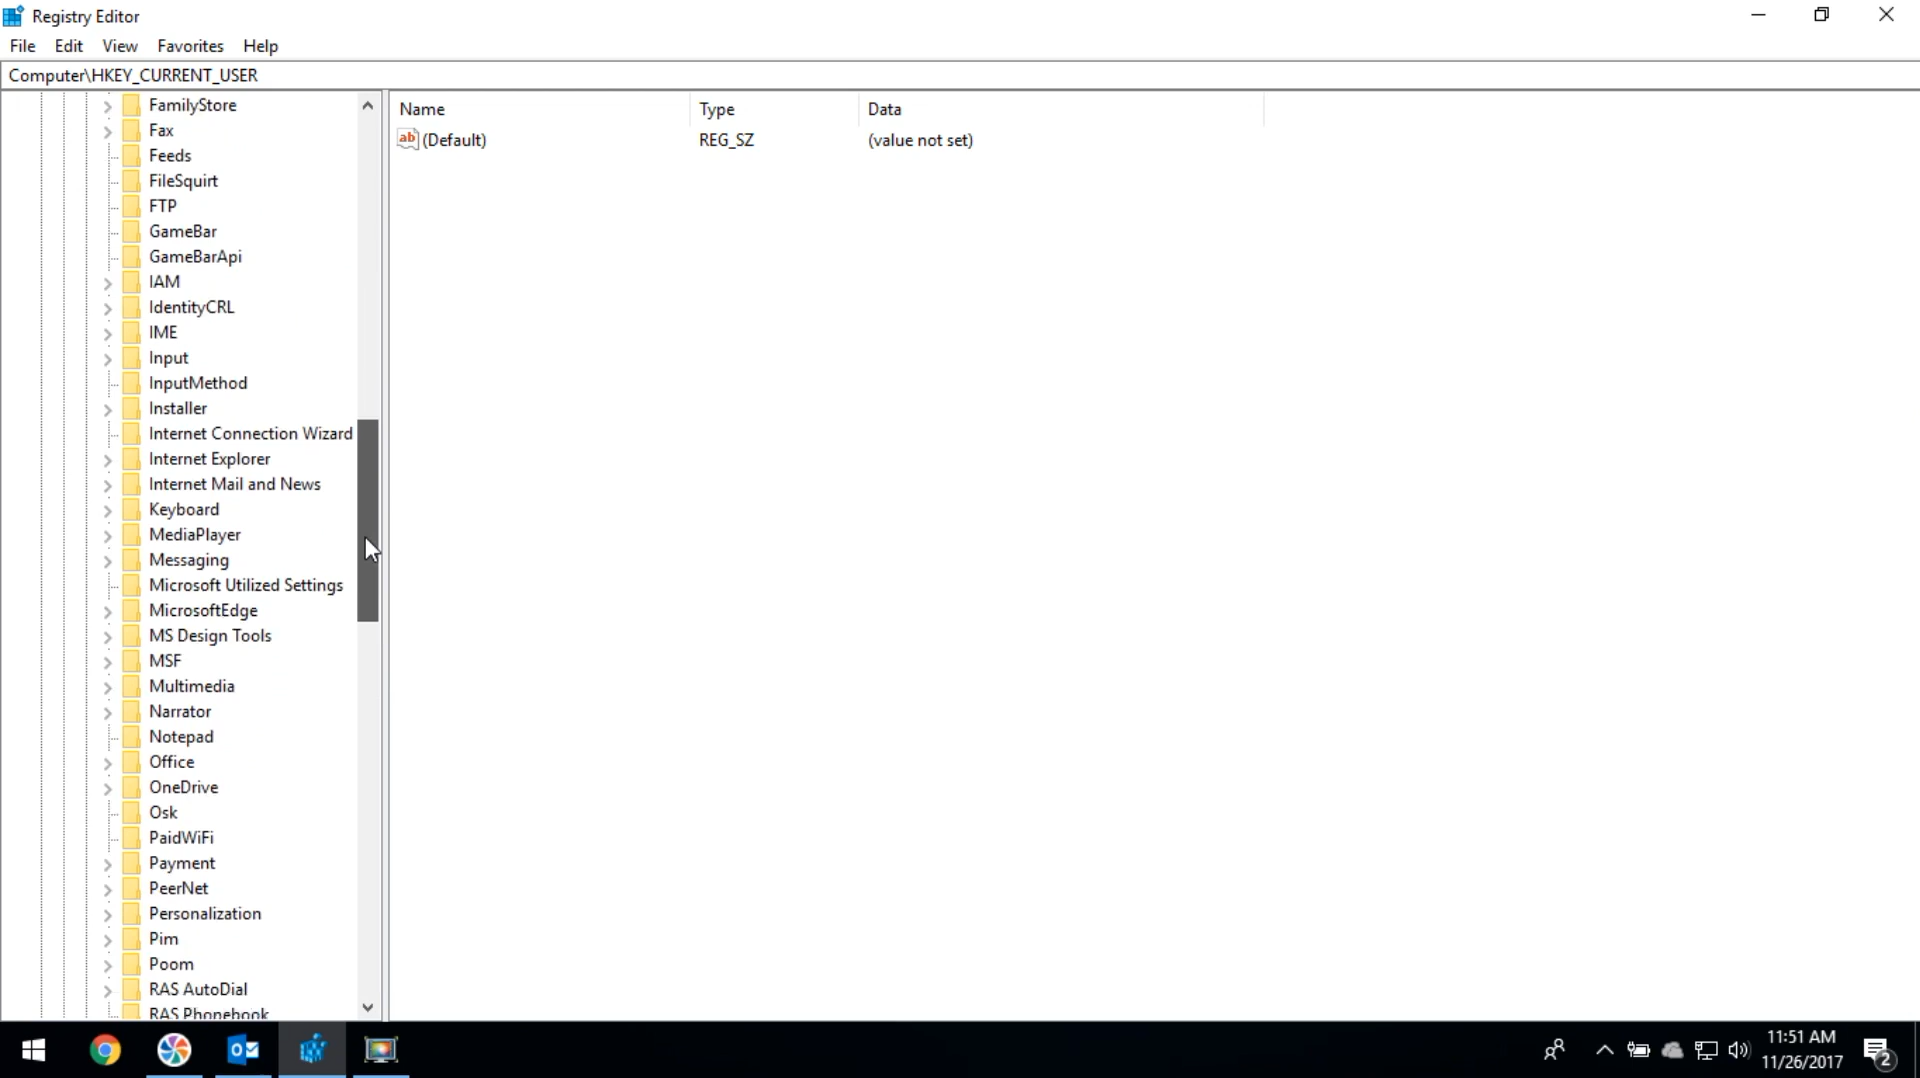 Registry Editor
File Edit View Favorites Help
Computer\HKEY_CURRENT_USER
FamilyStore
Fax
Feeds
FileSquirt
FTP
GameBar
GameBarApi
IAM
IdentityCRL
IME
Input
InputMethod
Installer
Internet Connection Wizard
Internet Explorer
Internet Mail and News
Keyboard
MediaPlayer
Messaging
Microsoft Utilized Settings
MicrosoftEdge
MS Design Tools
MSF
Multimedia
Narrator
Notepad
Office
OneDrive
Osk
PaidWiFi
Payment
PeerNet
Personalization
Pim
Poom
RAS AutoDial
RAS Phonebook
Name Type Data
ab (Default) REG_SZ (value not set)
11:51 AM
11/26/2017
2